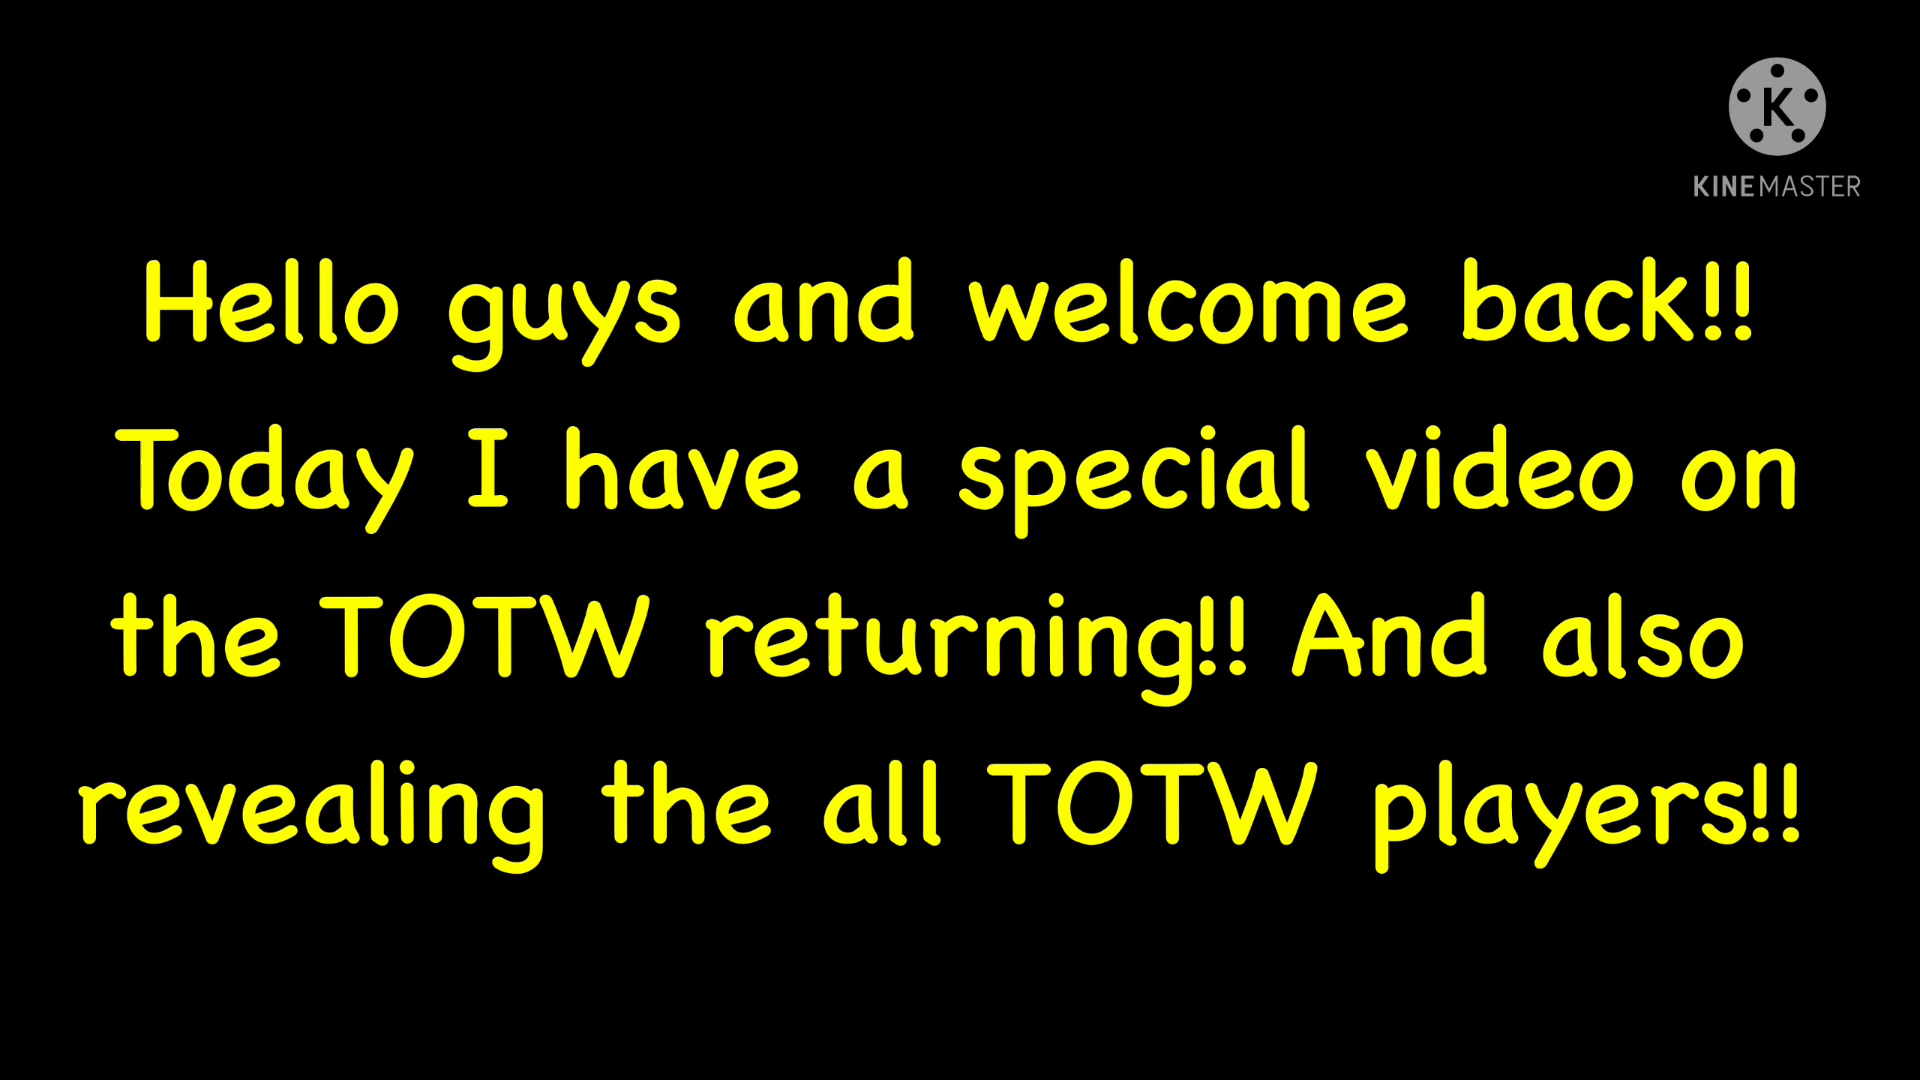 K
KINEMASTER
Hello guys and welcome back!!
Today I have a special video on
the TOTW returning!! And also
revealing the all TOTW players!!